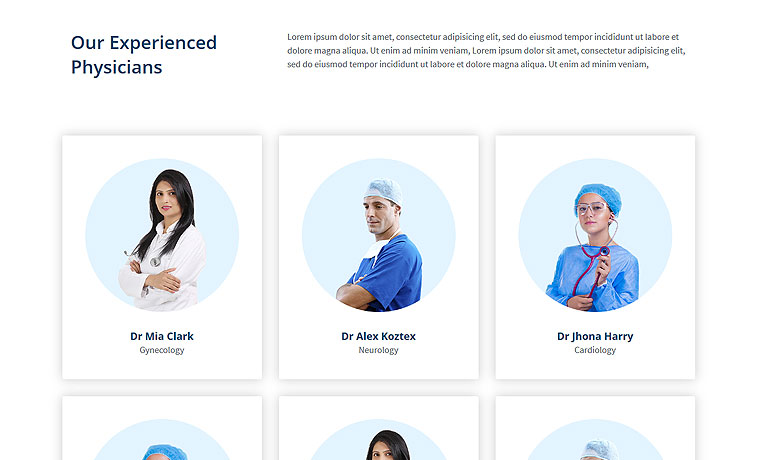 Our Experienced
Physicians
Lorem ipsum dolor sit amet, consectetur adipisicing elit, sed do eiusmod tempor incididunt ut labore et
dolore magna aliqua. Ut enim ad minim veniam, Lorem ipsum dolor sit amet, consectetur adipisicing elit,
sed do eiusmod tempor incididunt ut labore et dolore magna aliqua. Ut enim ad minim veniam,
Dr Mia Clark
Gynecology
Dr Alex Koztex
Neurology
Dr Jhona Harry
Cardiology